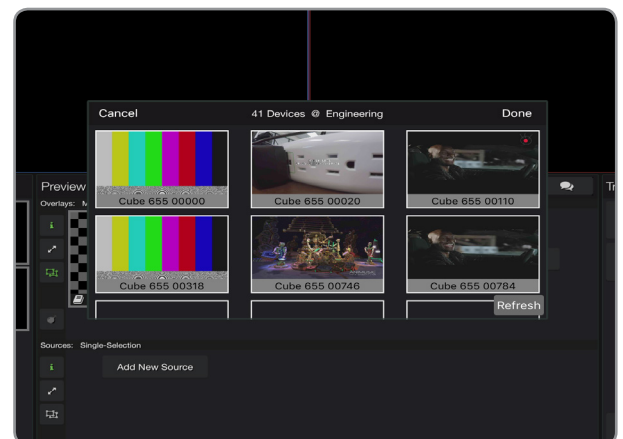 Cancel
41 Devices @ Engineering
Done
Cube 655 00000
Cube 655 00020
Cube 655 00110
Cube 655 00318
Cube 655 00746
Cube 655 00784
Refresh
Preview
Overlays:
Sources: Single-Selection
Add New Source